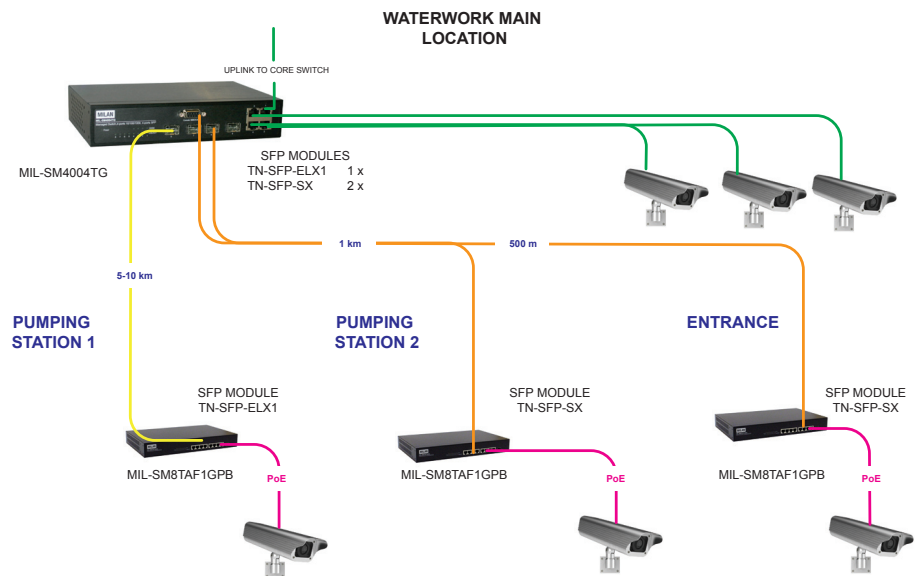 WATERWORK MAIN
LOCATION
UPLINK TO CORE SWITCH
MILAN
MIL-SM4004TG
SFP MODULES
TN-SFP-ELX1 1 x
TN-SFP-SX 2 x
1 km
500 m
5-10 km
PUMPING
STATION 1
PUMPING
STATION 2
ENTRANCE
SFP MODULE
TN-SFP-ELX1
SFP MODULE
TN-SFP-SX
SFP MODULE
TN-SFP-SX
MIL-SM8TAF1GPB
MIL-SM8TAF1GPB
MIL-SM8TAF1GPB
PoE
PoE
PoE